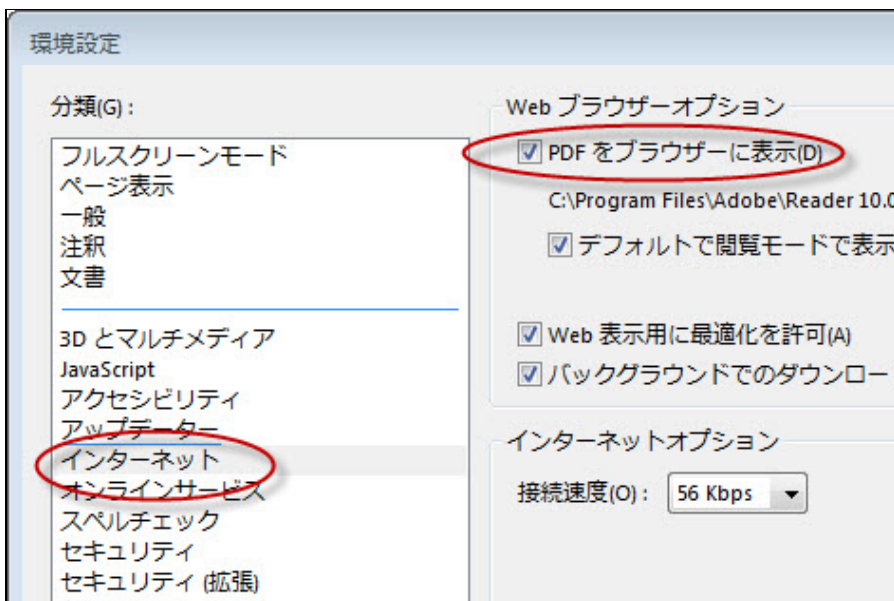 環境設定
分類(G):
フルスクリーンモード
ページ表示
一般
注釈
文書
3D とマルチメディア
JavaScript
アクセシビリティ
アップデーター
インターネット
オンラインサービス
スペルチェック
セキュリティ
セキュリティ (拡張)
Web ブラウザーオプション
PDF をブラウザーに表示(D)
C:\Program Files\Adobe\Reader 10.0
デフォルトで閲覧モードで表示
Web 表示用に最適化を許可(A)
バックグラウンドでのダウンロー
インターネットオプション
接続速度(O): 56 Kbps